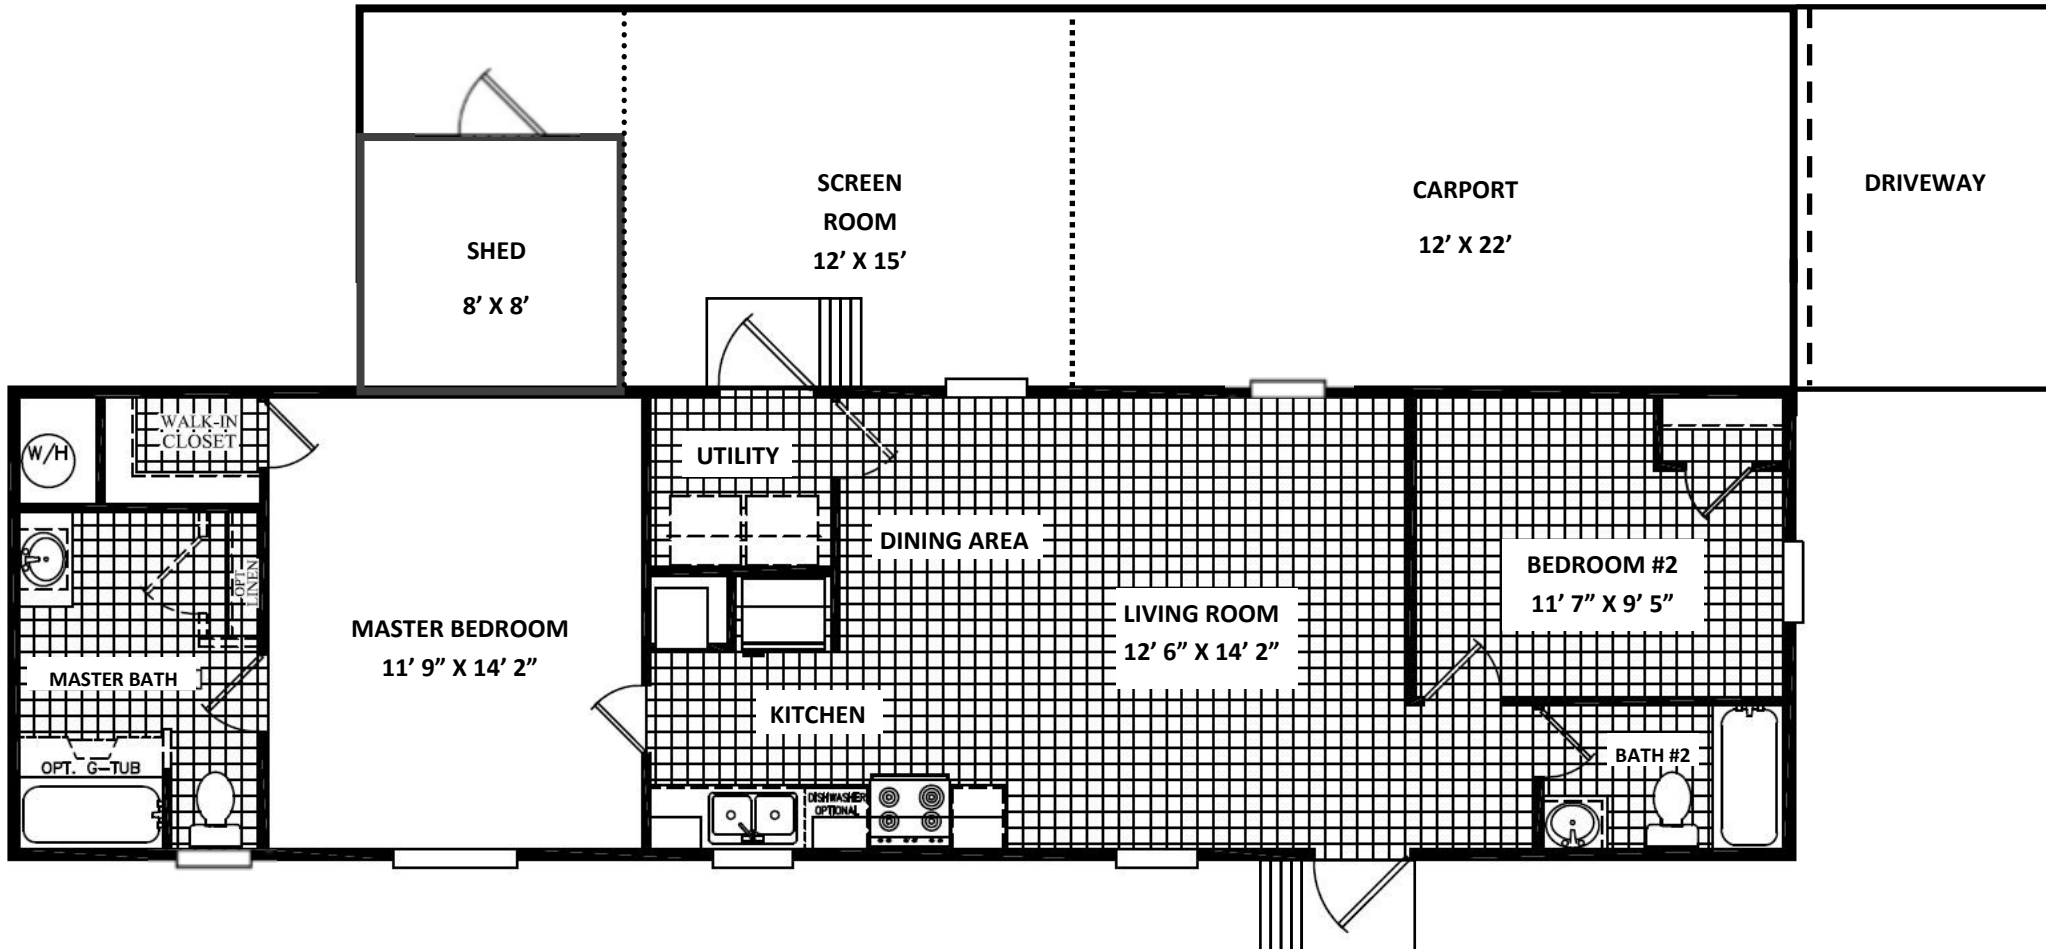 SHED
8’ X 8’
SCREEN
ROOM
12’ X 15’
CARPORT
12’ X 22’
DRIVEWAY
W/H
WALK-IN
CLOSET
OPT
LINEN
MASTER BATH
OPT. G-TUB
MASTER BEDROOM
11’ 9” X 14’ 2”
UTILITY
DINING AREA
KITCHEN
DISHWASHER
OPTIONAL
LIVING ROOM
12’ 6” X 14’ 2”
BEDROOM #2
11’ 7” X 9’ 5”
BATH #2